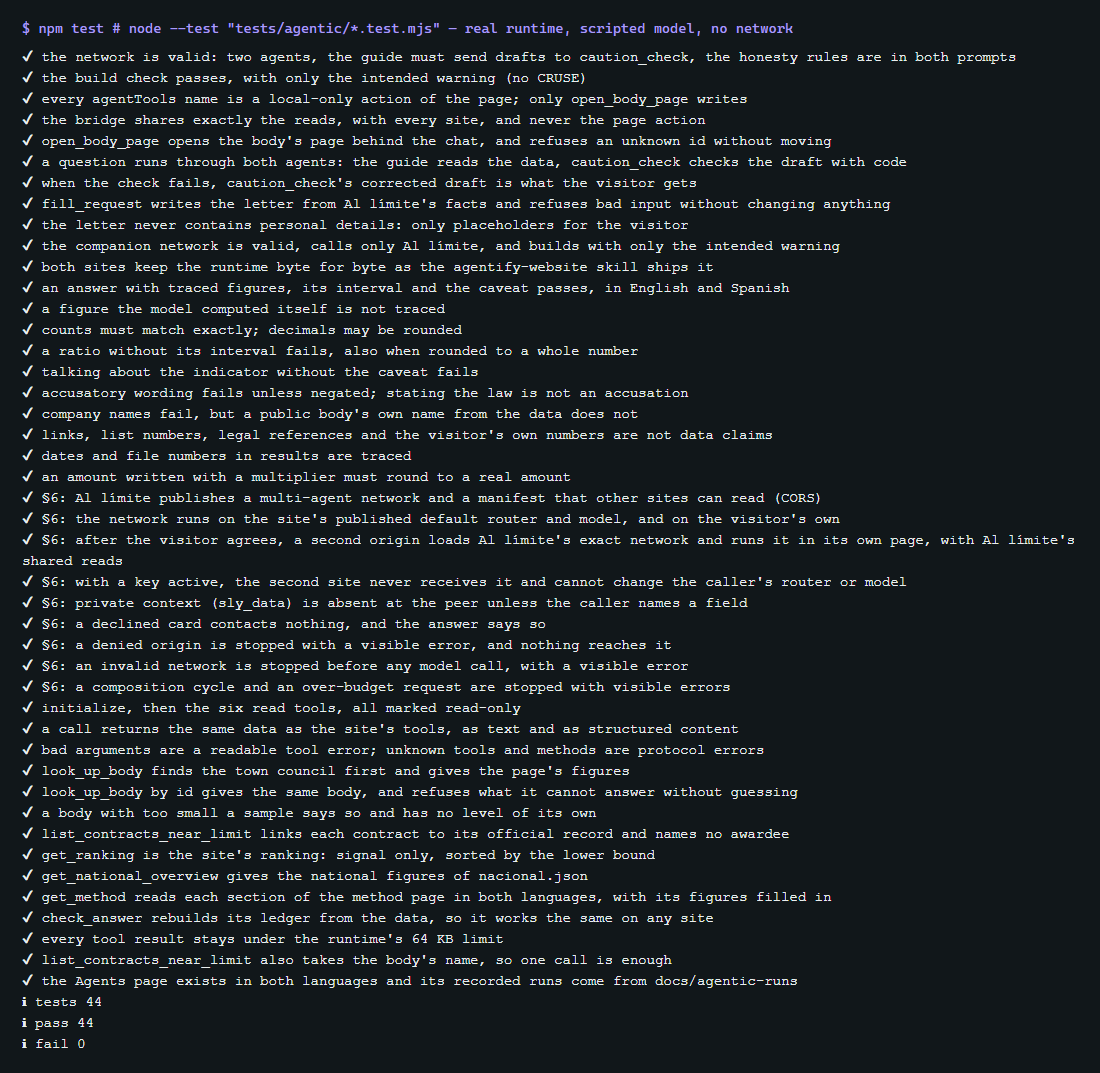 $ npm test # node --test "tests/agentic/*.test.mjs" — real runtime, scripted model, no network
✔ the network is valid: two agents, the guide must send drafts to caution_check, the honesty rules are in both prompts
✔ the build check passes, with only the intended warning (no CRUSE)
✔ every agentTools name is a local-only action of the page; only open_body_page writes
✔ the bridge shares exactly the reads, with every site, and never the page action
✔ open_body_page opens the body's page behind the chat, and refuses an unknown id without moving
✔ a question runs through both agents: the guide reads the data, caution_check checks the draft with code
✔ when the check fails, caution_check's corrected draft is what the visitor gets
✔ fill_request writes the letter from Al límite's facts and refuses bad input without changing anything
✔ the letter never contains personal details: only placeholders for the visitor
✔ the companion network is valid, calls only Al límite, and builds with only the intended warning
✔ both sites keep the runtime byte for byte as the agentify-website skill ships it
✔ an answer with traced figures, its interval and the caveat passes, in English and Spanish
✔ a figure the model computed itself is not traced
✔ counts must match exactly; decimals may be rounded
✔ a ratio without its interval fails, also when rounded to a whole number
✔ talking about the indicator without the caveat fails
✔ accusatory wording fails unless negated; stating the law is not an accusation
✔ company names fail, but a public body's own name from the data does not
✔ links, list numbers, legal references and the visitor's own numbers are not data claims
✔ dates and file numbers in results are traced
✔ an amount written with a multiplier must round to a real amount
✔ §6: Al límite publishes a multi-agent network and a manifest that other sites can read (CORS)
✔ §6: the network runs on the site's published default router and model, and on the visitor's own
✔ §6: after the visitor agrees, a second origin loads Al límite's exact network and runs it in its own page, with Al límite's
shared reads
✔ §6: with a key active, the second site never receives it and cannot change the caller's router or model
✔ §6: private context (sly_data) is absent at the peer unless the caller names a field
✔ §6: a declined card contacts nothing, and the answer says so
✔ §6: a denied origin is stopped with a visible error, and nothing reaches it
✔ §6: an invalid network is stopped before any model call, with a visible error
✔ §6: a composition cycle and an over-budget request are stopped with visible errors
✔ initialize, then the six read tools, all marked read-only
✔ a call returns the same data as the site's tools, as text and as structured content
✔ bad arguments are a readable tool error; unknown tools and methods are protocol errors
✔ look_up_body finds the town council first and gives the page's figures
✔ look_up_body by id gives the same body, and refuses what it cannot answer without guessing
✔ a body with too small a sample says so and has no level of its own
✔ list_contracts_near_limit links each contract to its official record and names no awardee
✔ get_ranking is the site's ranking: signal only, sorted by the lower bound
✔ get_national_overview gives the national figures of nacional.json
✔ get_method reads each section of the method page in both languages, with its figures filled in
✔ check_answer rebuilds its ledger from the data, so it works the same on any site
✔ every tool result stays under the runtime's 64 KB limit
✔ list_contracts_near_limit also takes the body's name, so one call is enough
✔ the Agents page exists in both languages and its recorded runs come from docs/agentic-runs
ℹ tests 44
ℹ pass 44
ℹ fail 0